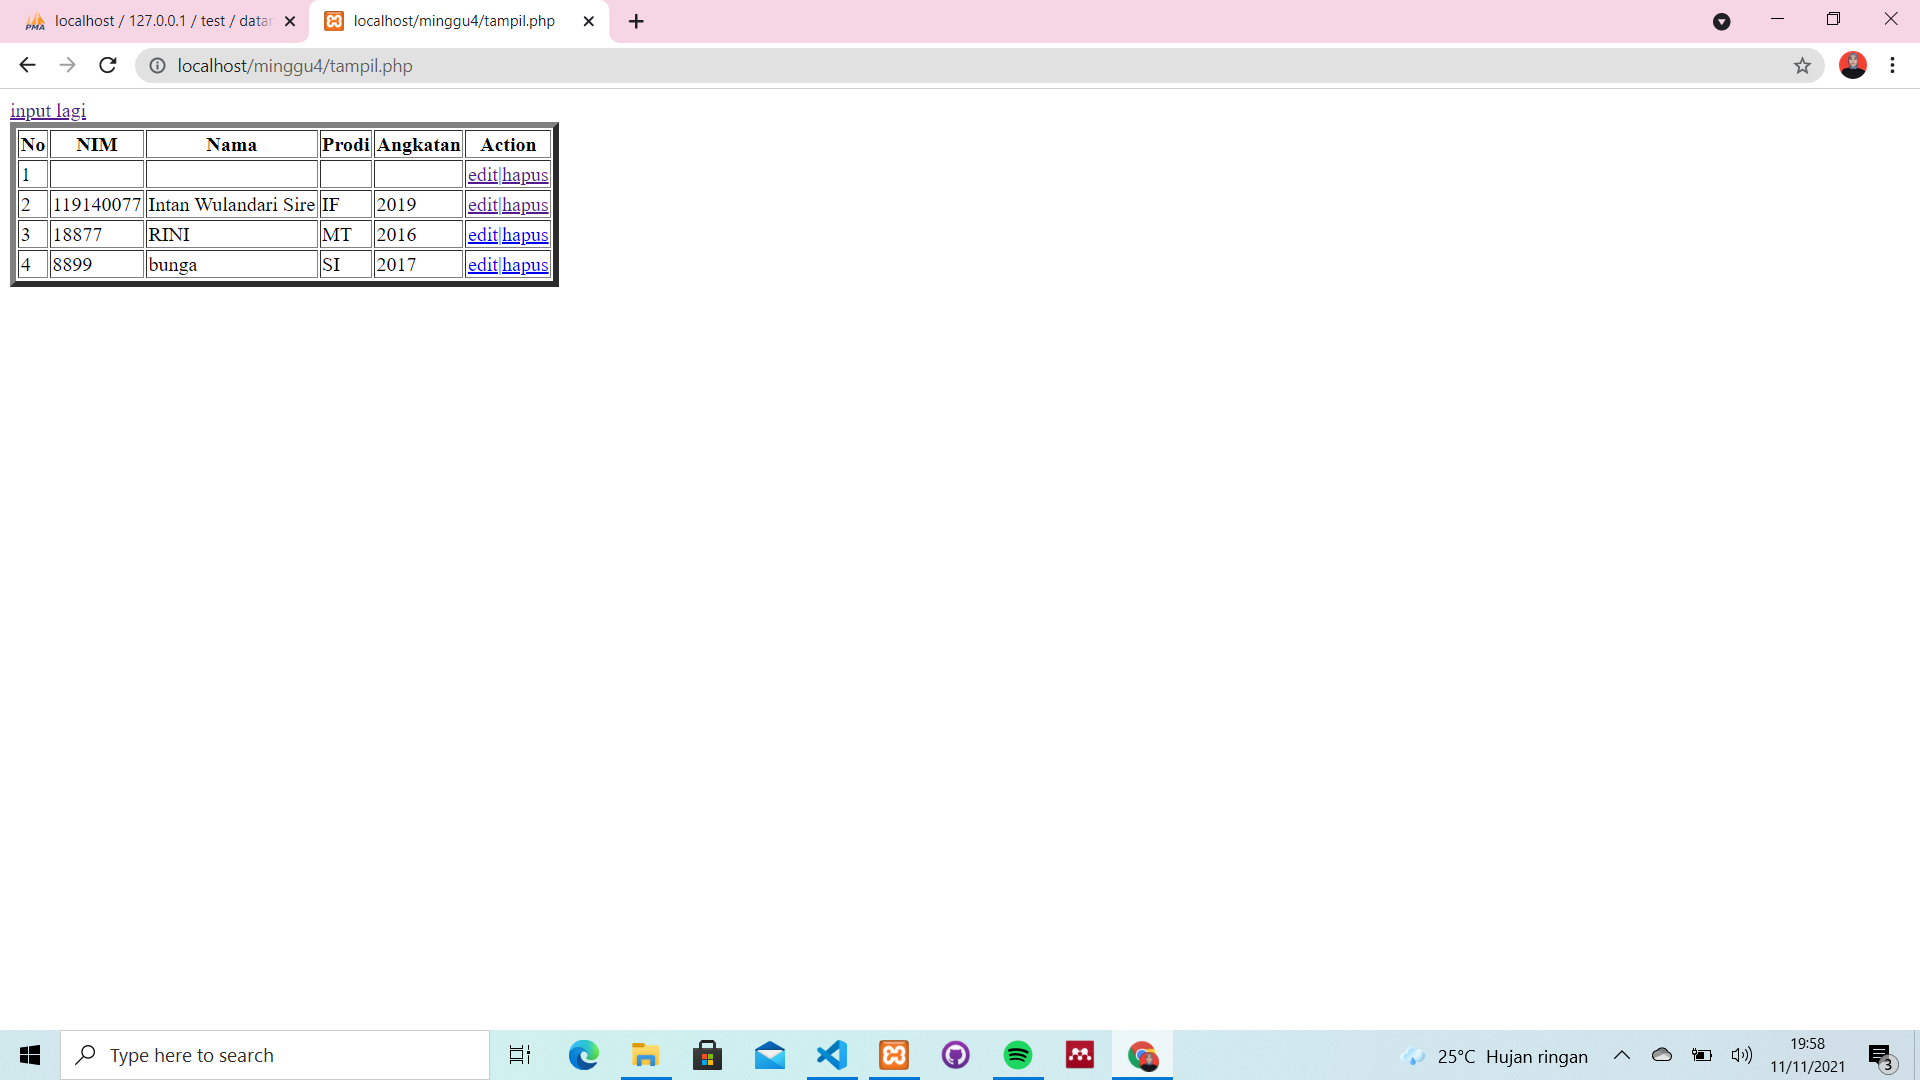 PMA localhost / 127.0.0.1 / test / datar
localhost/minggu4/tampil.php
localhost/minggu4/tampil.php
input lagi
No NIM Nama Prodi Angkatan Action
1 edit|hapus
2 119140077 Intan Wulandari Sire IF 2019 edit|hapus
3 18877 RINI MT 2016 edit|hapus
4 8899 bunga SI 2017 edit|hapus
Type here to search
25°C Hujan ringan
19:58
11/11/2021
3